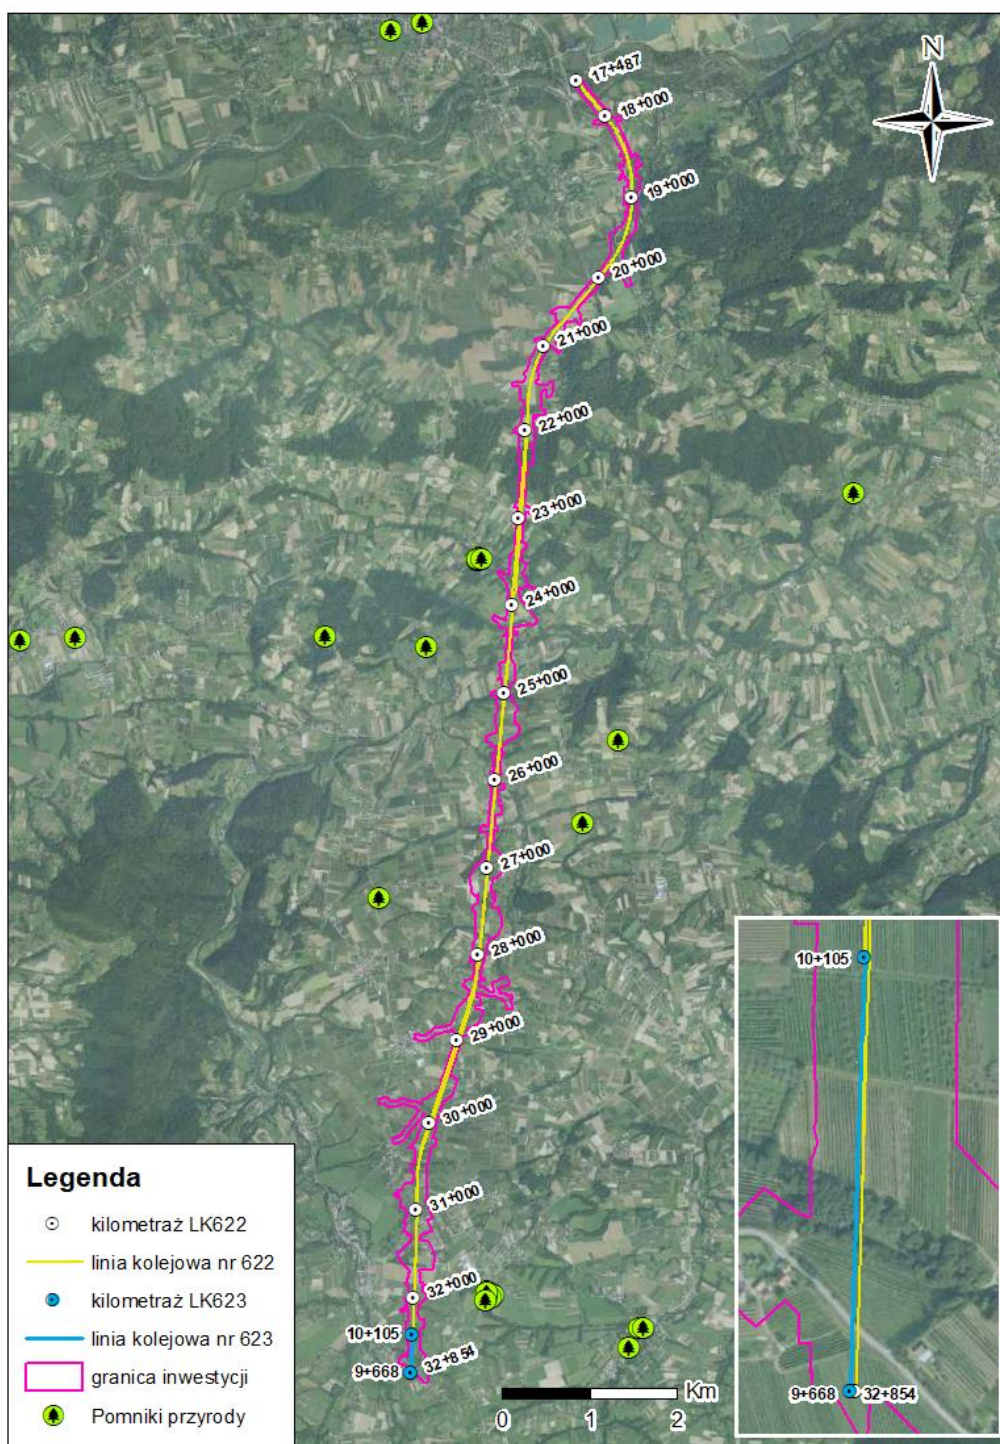 N
17+487
18+000
19+000
20+000
21+000
22+000
23+000
24+000
25+000
26+000
27+000
28+000
29+000
30+000
31+000
32+000
10+105
9+668 32+854
10+105
9+668 32+854
Legenda
kilometraż LK622
linia kolejowa nr 622
kilometraż LK623
linia kolejowa nr 623
granica inwestycji
Pomniki przyrody
Km
0 1 2